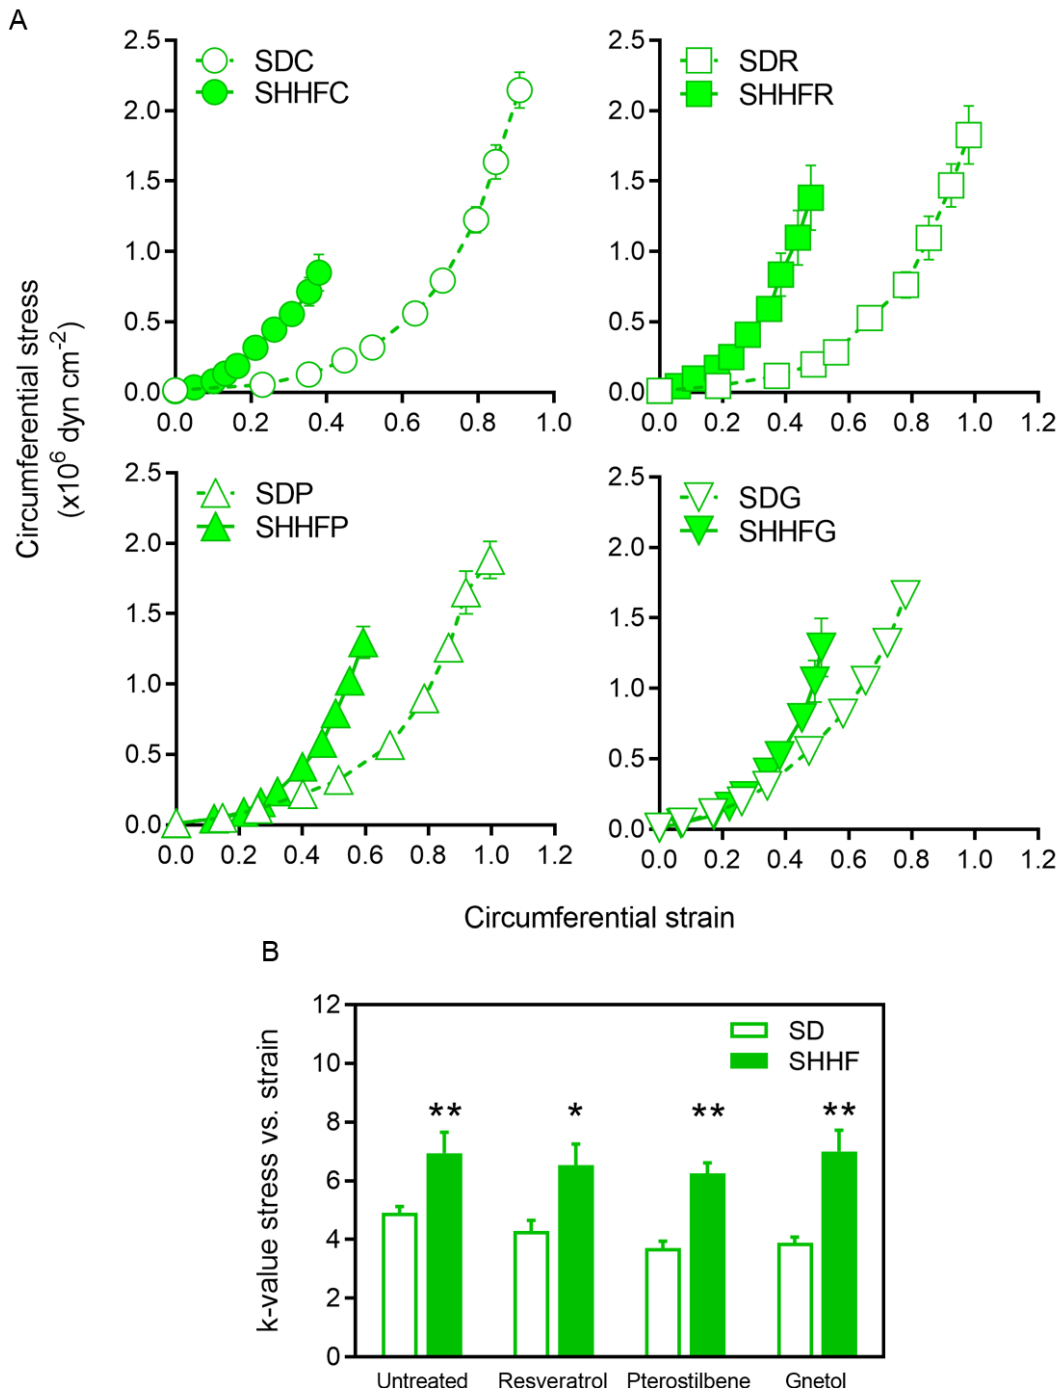 A
Circumferential stress
(x10⁶ dyn cm⁻²)
2.5
2.0
1.5
1.0
0.5
0.0
0.0 0.2 0.4 0.6 0.8 1.0
SDC
SHHFC
2.5
2.0
1.5
1.0
0.5
0.0
0.0 0.2 0.4 0.6 0.8 1.0 1.2
SDR
SHHFR
2.5
2.0
1.5
1.0
0.5
0.0
0.0 0.2 0.4 0.6 0.8 1.0 1.2
SDP
SHHFP
2.5
2.0
1.5
1.0
0.5
0.0
0.0 0.2 0.4 0.6 0.8 1.0 1.2
SDG
SHHFG
Circumferential strain
B
k-value stress vs. strain
12
10
8
6
4
2
0
SD
SHHF
** * ** **
Untreated Resveratrol Pterostilbene Gnetol